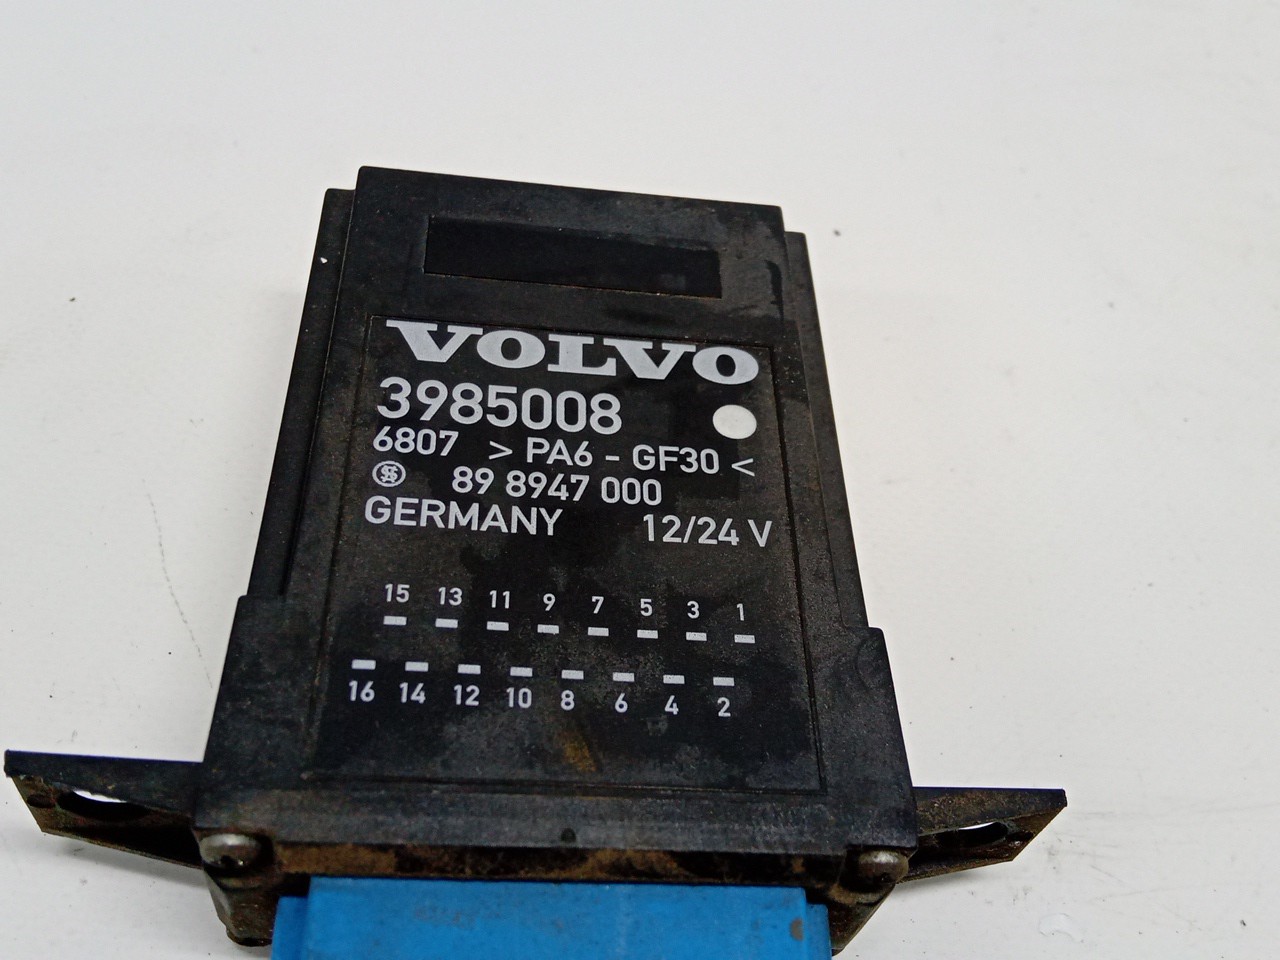 VOLVO
3985008
6807 >PA6-GF30<
89 8947 000
GERMANY 12/24 V
15 13 11 9 7 5 3 1
16 14 12 10 8 6 4 2